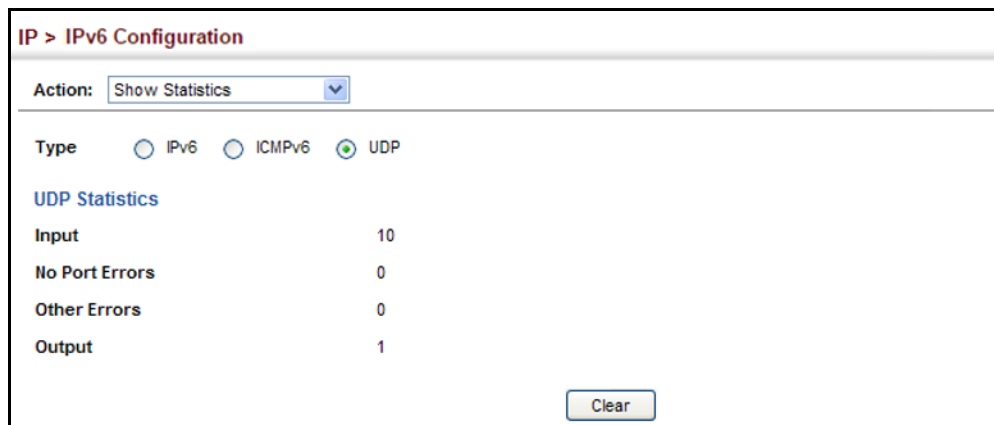 IP > IPv6 Configuration
Action: Show Statistics
Type IPv6 ICMPv6 UDP
UDP Statistics
Input 10
No Port Errors 0
Other Errors 0
Output 1
Clear